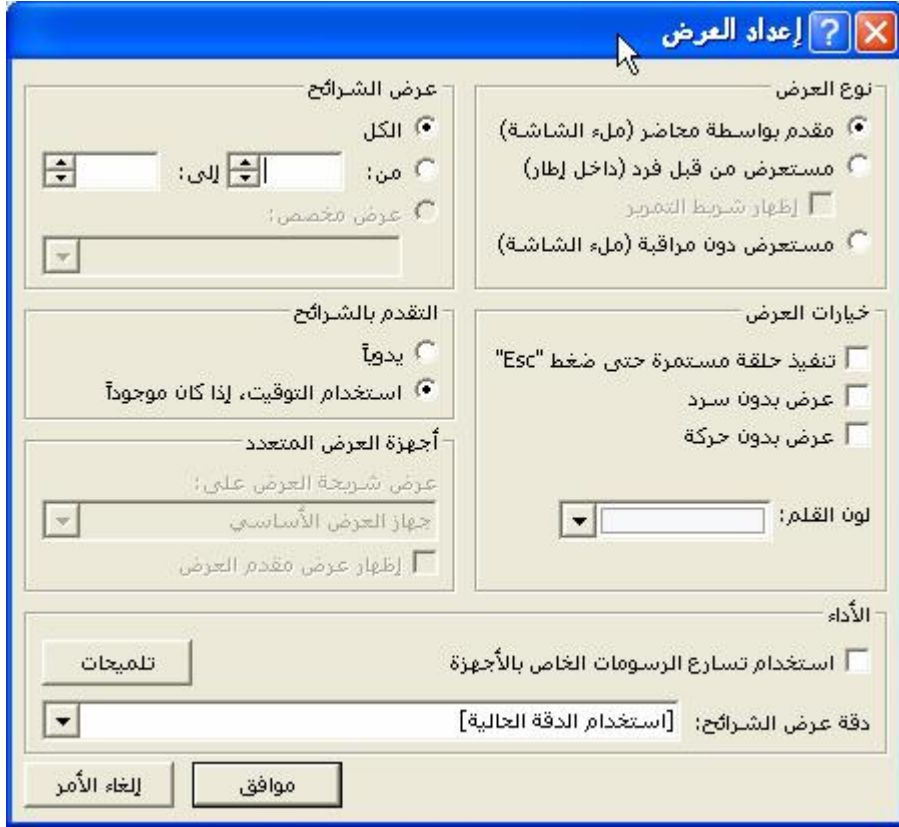 إعداد العرض
نوع العرض
مقدم بواسطة محاضر (ملء الشاشة)
مستعرض من قبل فرد (داخل إطار)
إظهار شريط التمرير
مستعرض دون مراقبة (ملء الشاشة)
عرض الشرائح
الكل
من: إلى:
عرض مخصص:
خيارات العرض
تنفيذ حلقة مستمرة حتى ضغط "Esc"
عرض بدون سرد
عرض بدون حركة
لون القلم:
التقدم بالشرائح
يدوياً
استخدام التوقيت، إذا كان موجوداً
أجهزة العرض المتعدد
عرض شريحة العرض على:
جهاز العرض الأساسي
إظهار عرض مقدم العرض
الأداء
استخدام تسارع الرسومات الخاص بالأجهزة تلميحات
دقة عرض الشرائح: [استخدام الدقة الحالية]
موافق إلغاء الأمر